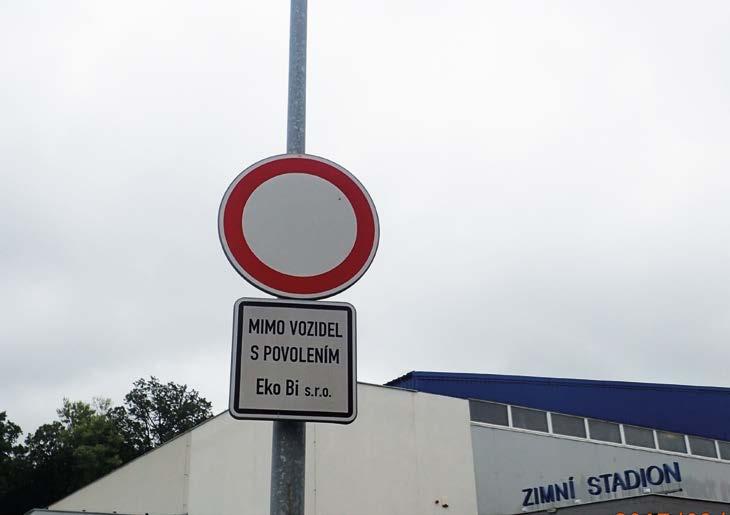 MIMO VOZIDEL
S POVOLENÍM
Eko Bi s.r.o.
ZIMNÍ STADION